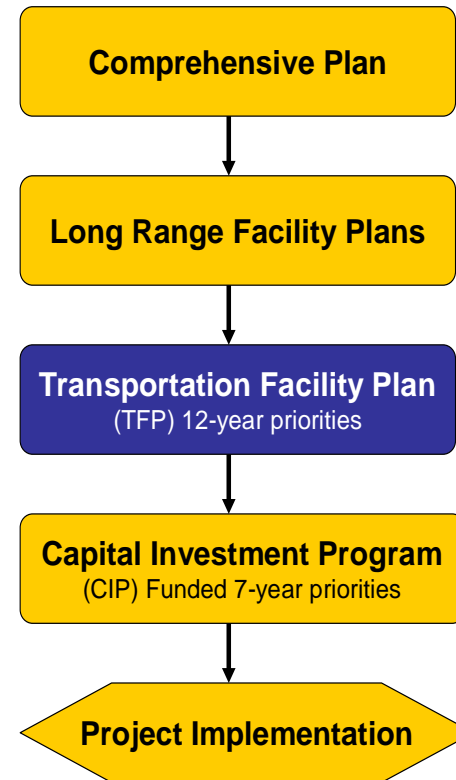 Comprehensive Plan
Long Range Facility Plans
Transportation Facility Plan
(TFP) 12-year priorities
Capital Investment Program
(CIP) Funded 7-year priorities
Project Implementation